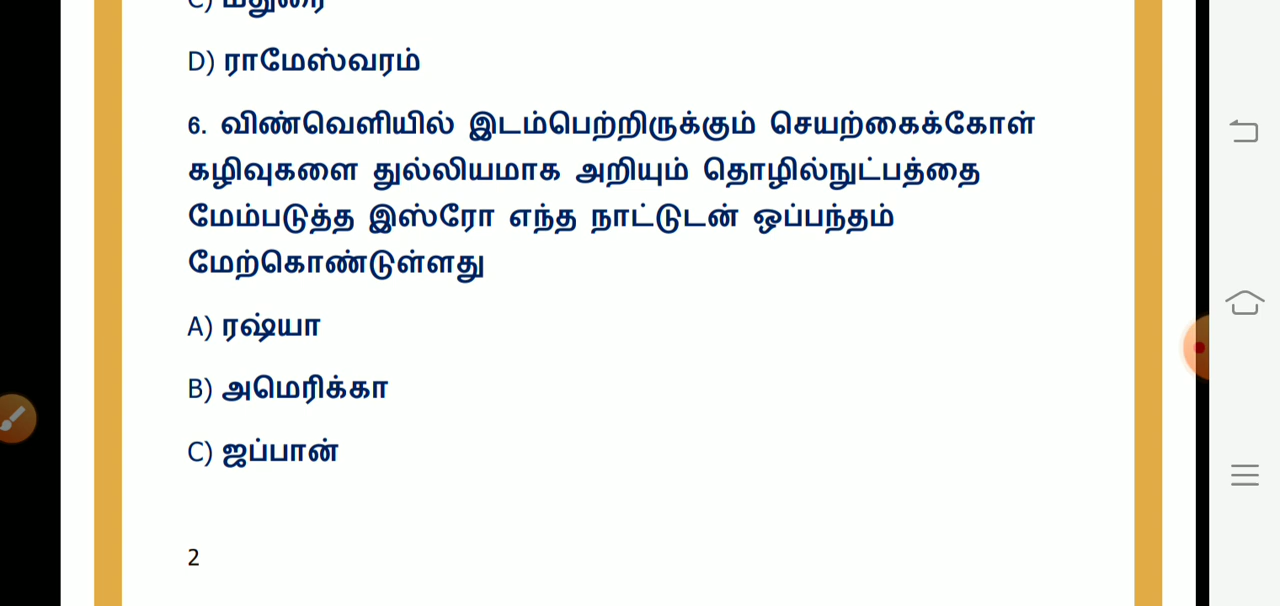 C) மதுரை
D) ராமேஸ்வரம்
6. விண்வெளியில் இடம்பெற்றிருக்கும் செயற்கைக்கோள்
கழிவுகளை துல்லியமாக அறியும் தொழில்நுட்பத்தை
மேம்படுத்த இஸ்ரோ எந்த நாட்டுடன் ஒப்பந்தம்
மேற்கொண்டுள்ளது
A) ரஷ்யா
B) அமெரிக்கா
C) ஜப்பான்
2